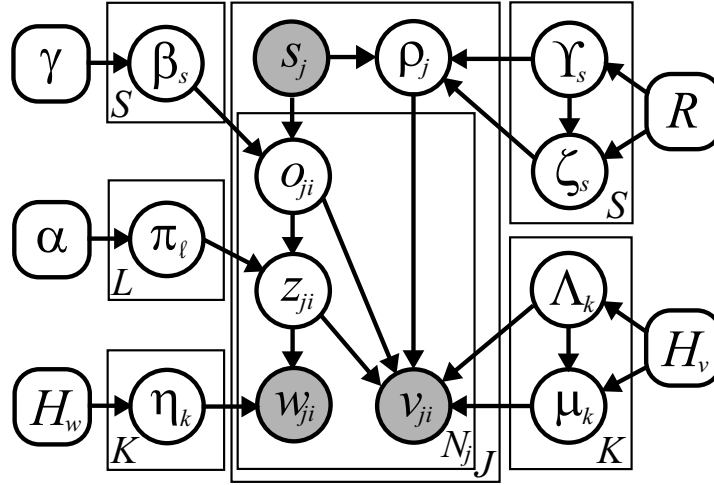 γ β_s s_j ρ_j ϒ_s R
S
o_ji ζ_s S
α π_ℓ
L z_ji Λ_k
H_w η_k w_ji v_ji μ_k H_v
K N_j J K